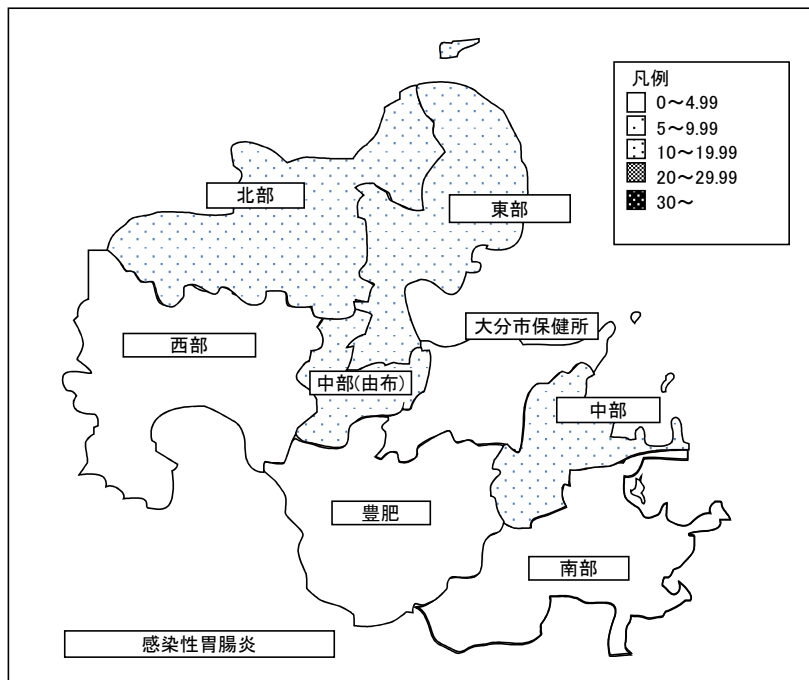 凡例
0～4.99
5～9.99
10～19.99
20～29.99
30～
北部
東部
大分市保健所
西部
中部(由布)
中部
豊肥
南部
感染性胃腸炎